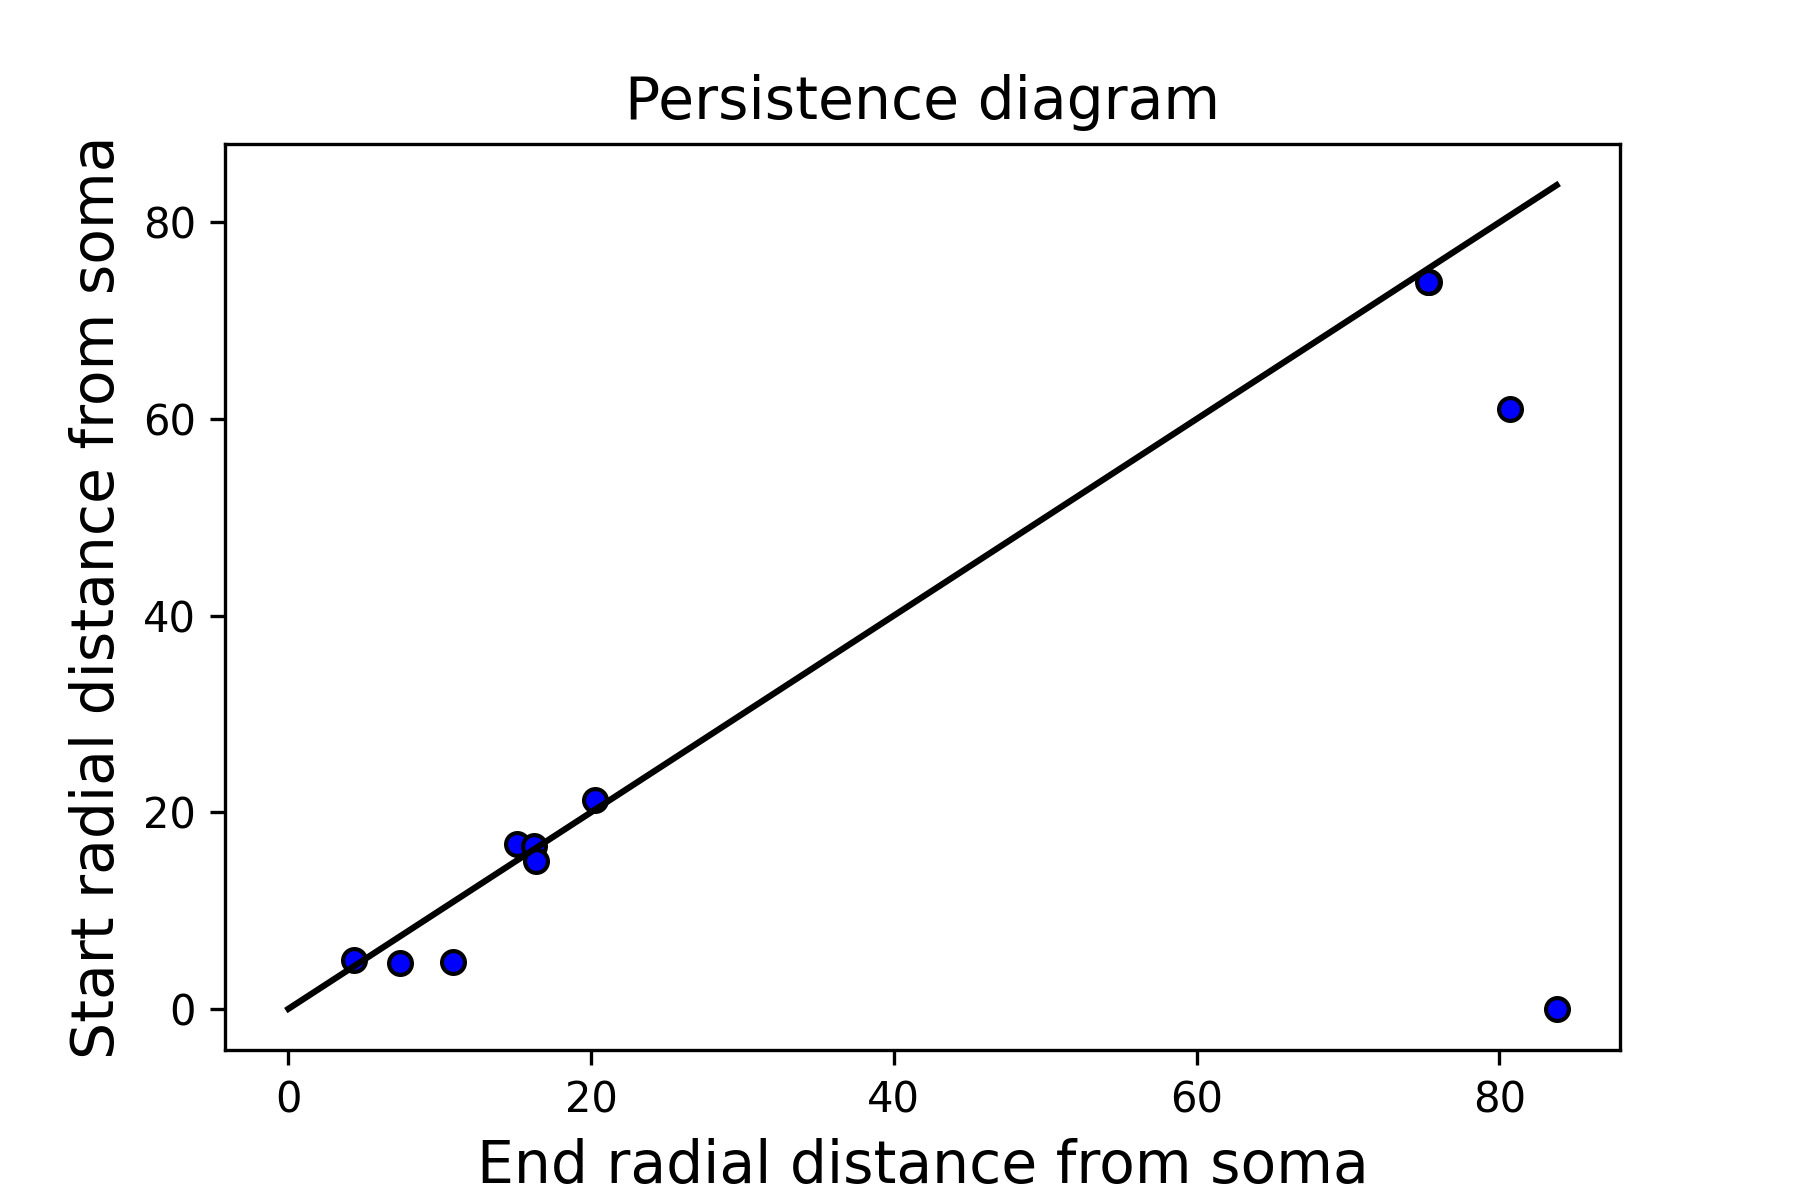 Persistence diagram
Start radial distance from soma
80
60
40
20
0
0 20 40 60 80
End radial distance from soma